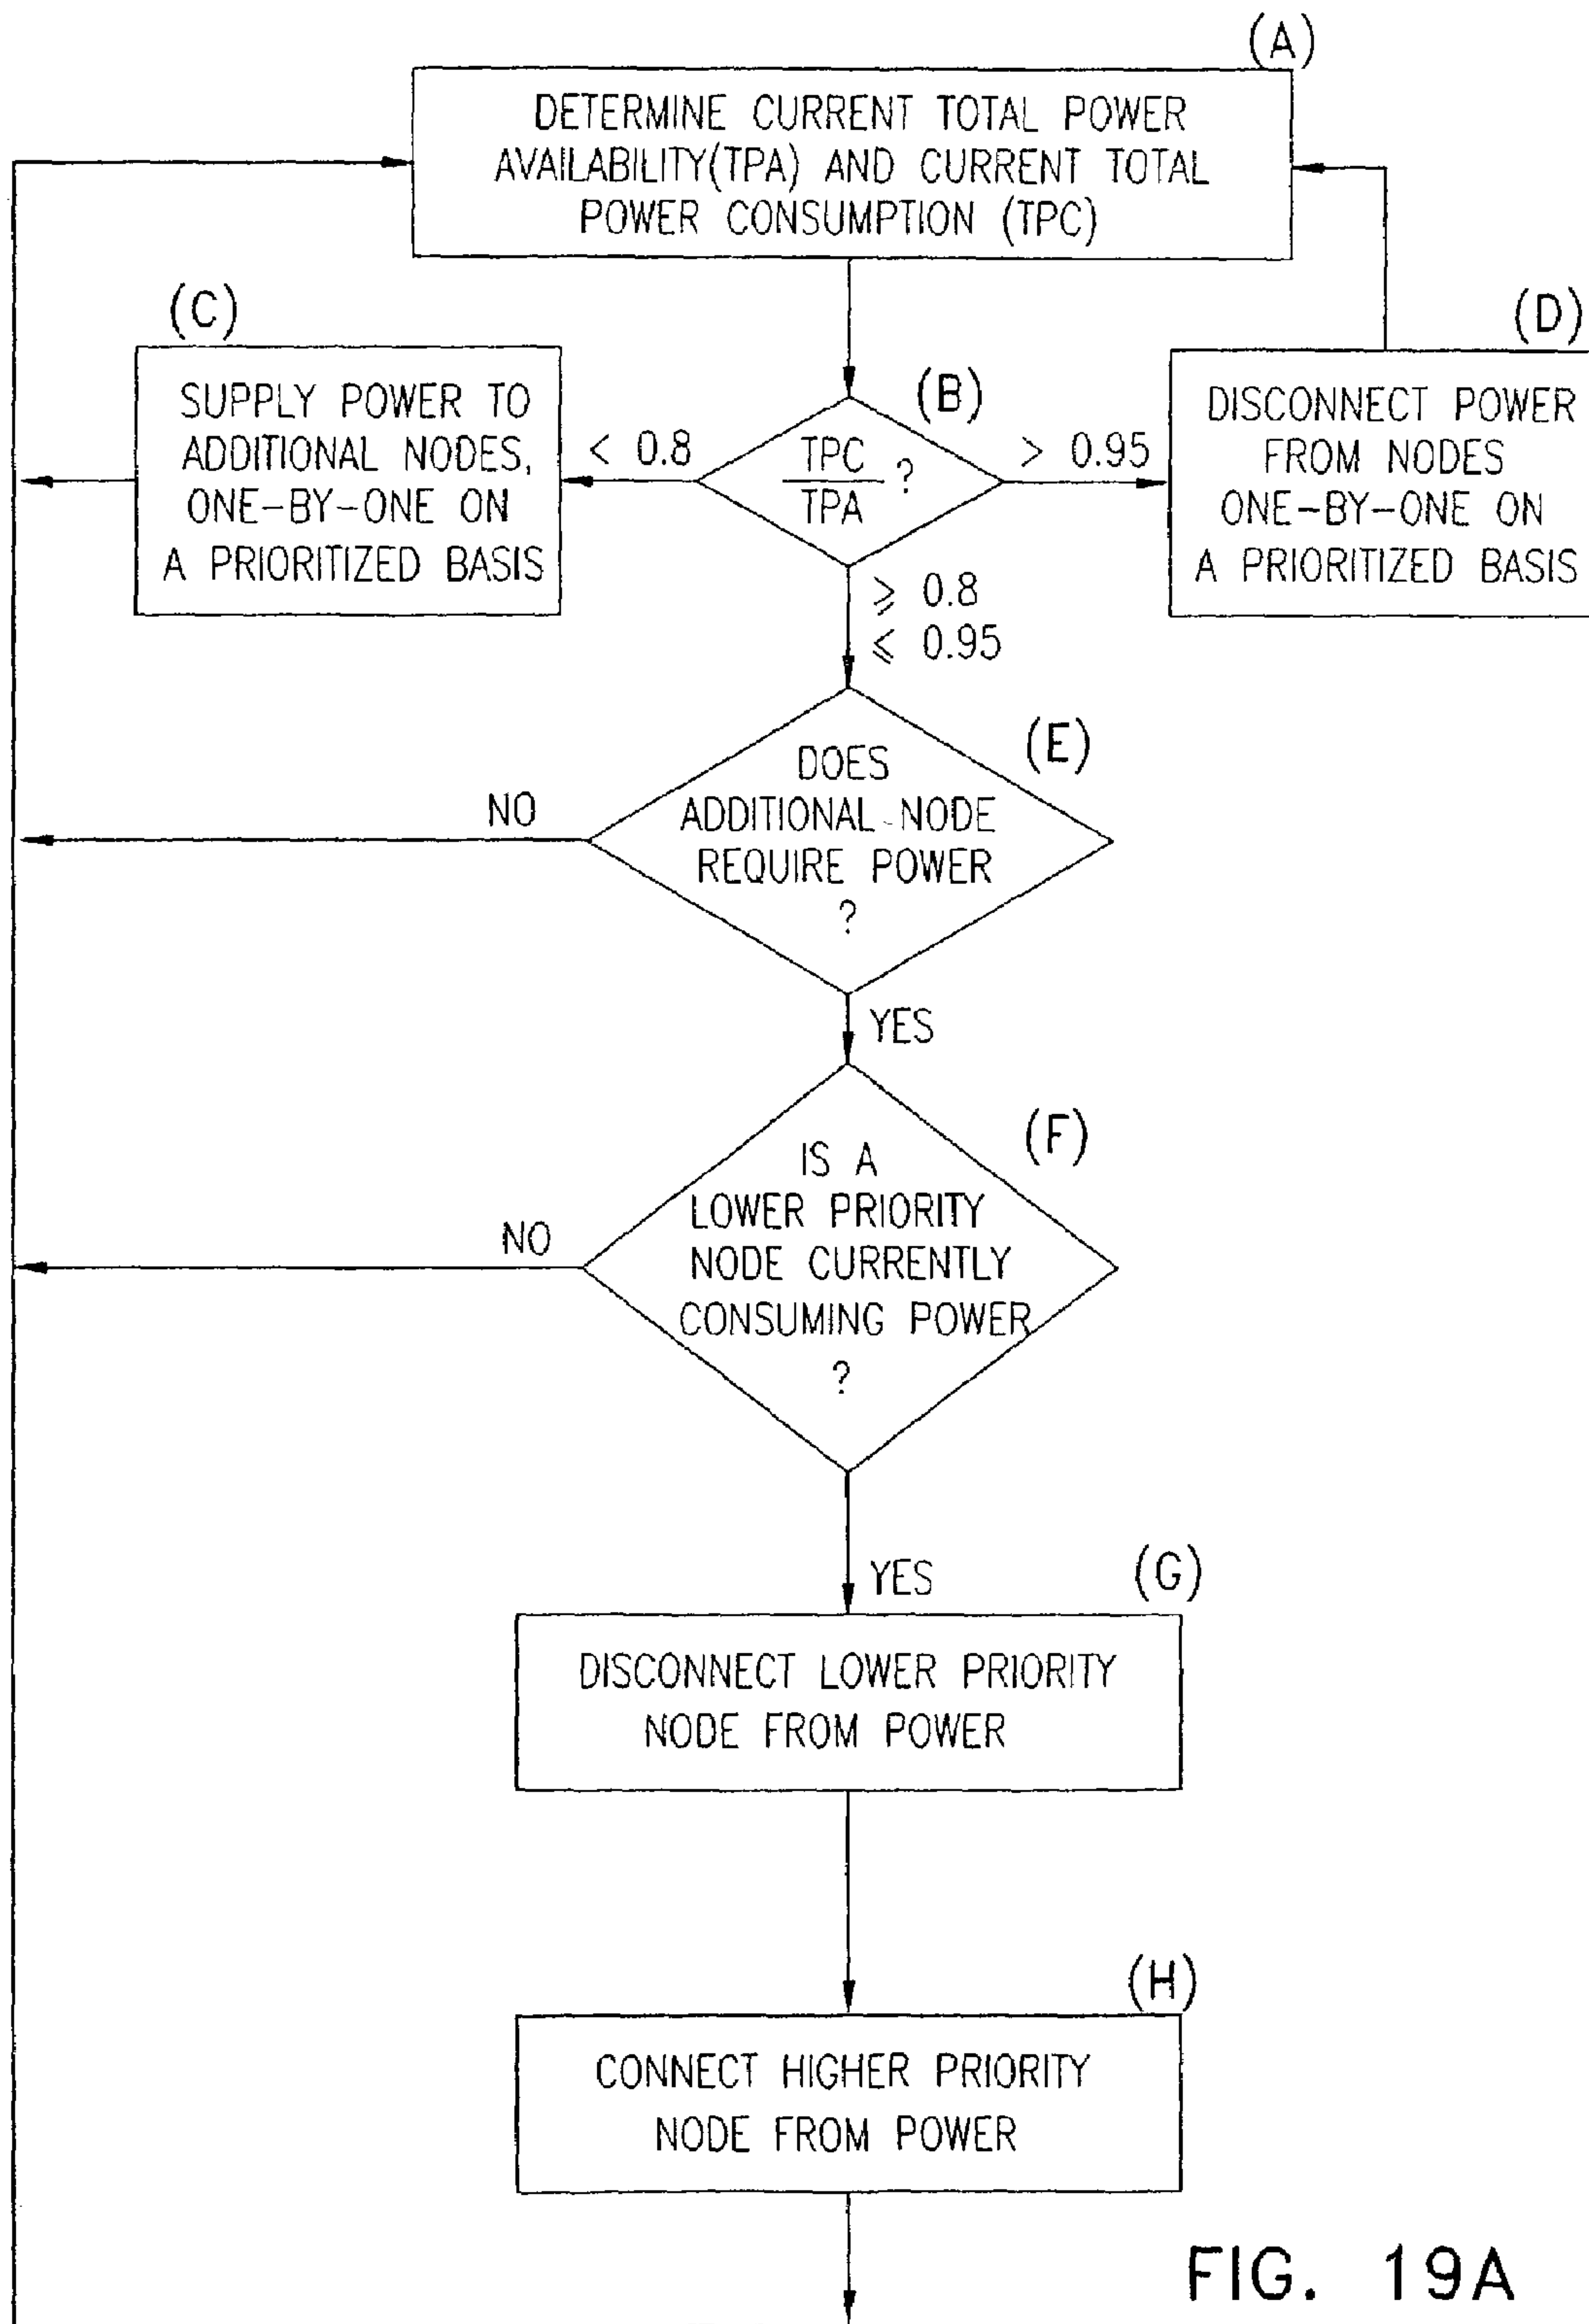 (A)
DETERMINE CURRENT TOTAL POWER
AVAILABILITY(TPA) AND CURRENT TOTAL
POWER CONSUMPTION (TPC)
(C)
SUPPLY POWER TO
ADDITIONAL NODES,
ONE-BY-ONE ON
A PRIORITIZED BASIS
< 0.8
(B)
TPC
TPA
?
> 0.95
(D)
DISCONNECT POWER
FROM NODES
ONE-BY-ONE ON
A PRIORITIZED BASIS
⩾ 0.8
⩽ 0.95
(E)
DOES
ADDITIONAL NODE
REQUIRE POWER
?
NO
YES
(F)
IS A
LOWER PRIORITY
NODE CURRENTLY
CONSUMING POWER
?
NO
YES
(G)
DISCONNECT LOWER PRIORITY
NODE FROM POWER
(H)
CONNECT HIGHER PRIORITY
NODE FROM POWER
FIG. 19A